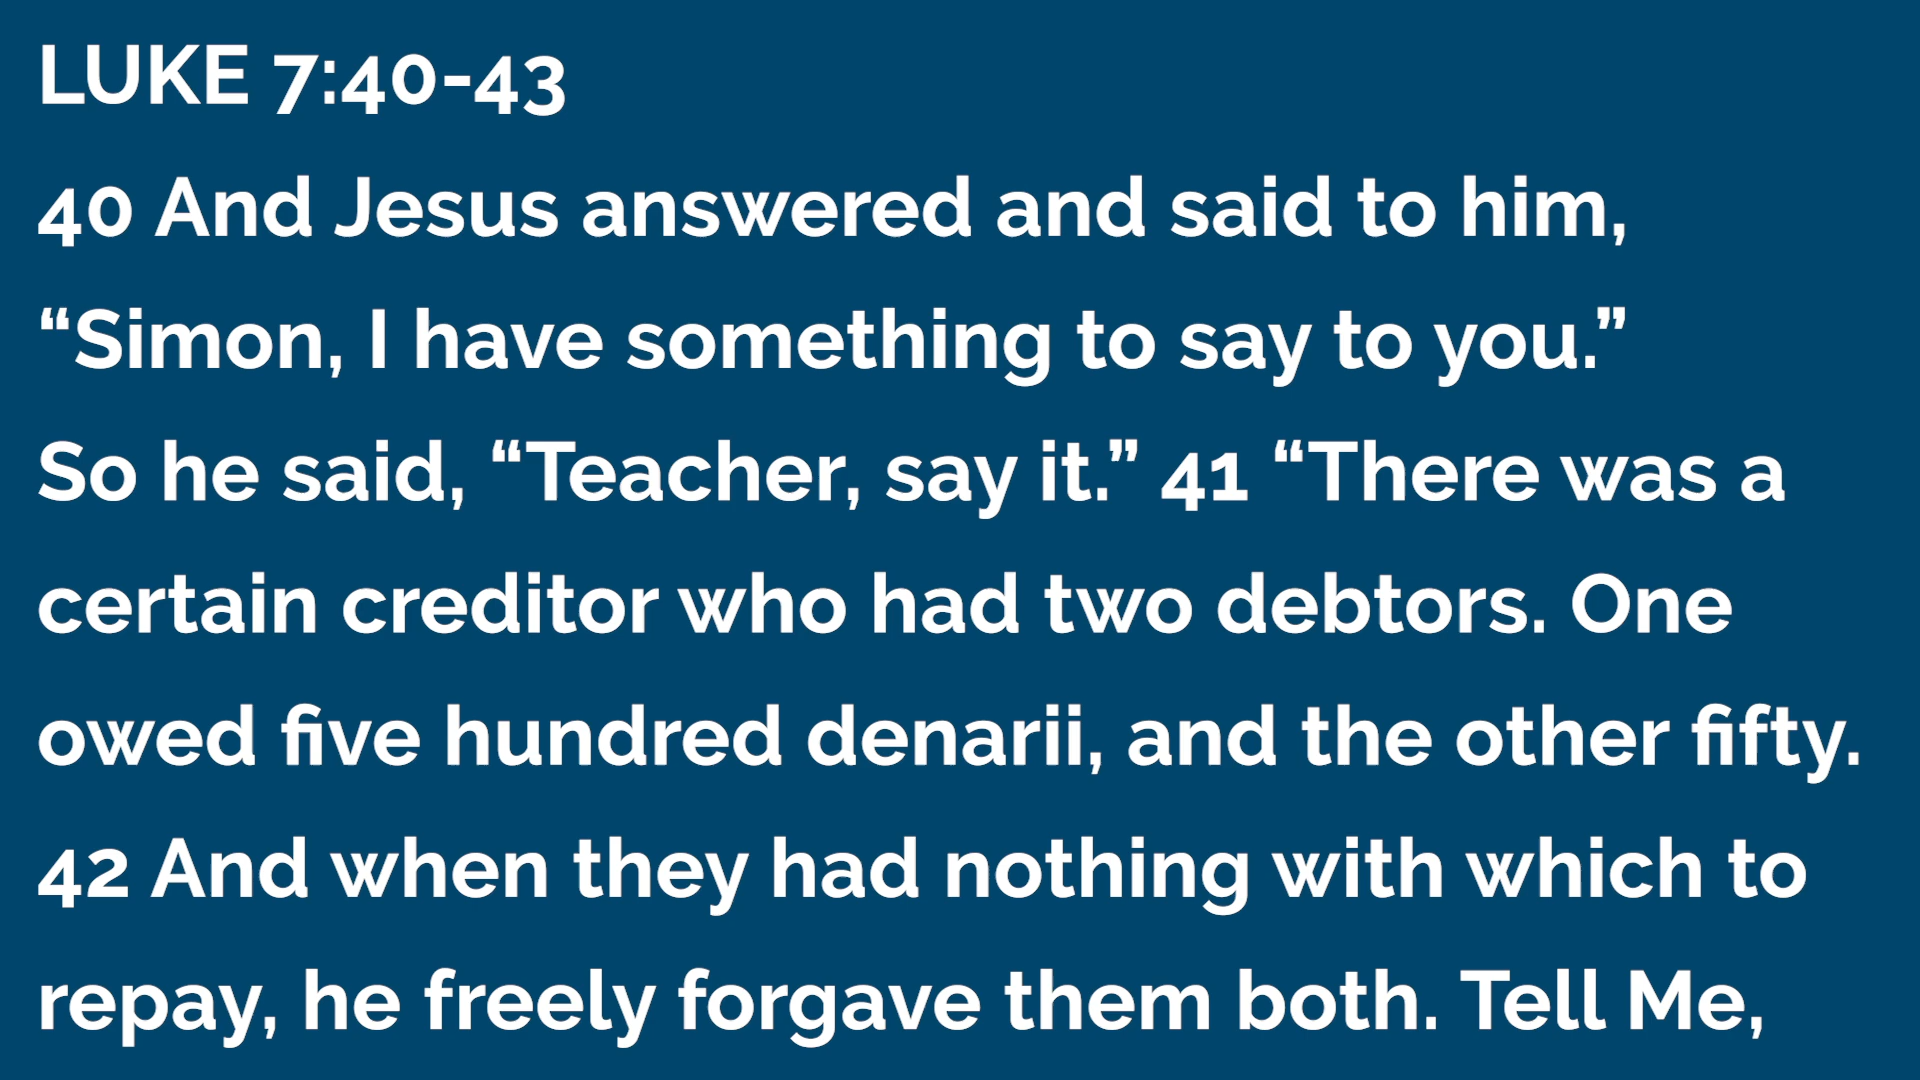 LUKE 7:40-43
40 And Jesus answered and said to him,
“Simon, I have something to say to you.”
So he said, “Teacher, say it.” 41 “There was a
certain creditor who had two debtors. One
owed five hundred denarii, and the other fifty.
42 And when they had nothing with which to
repay, he freely forgave them both. Tell Me,